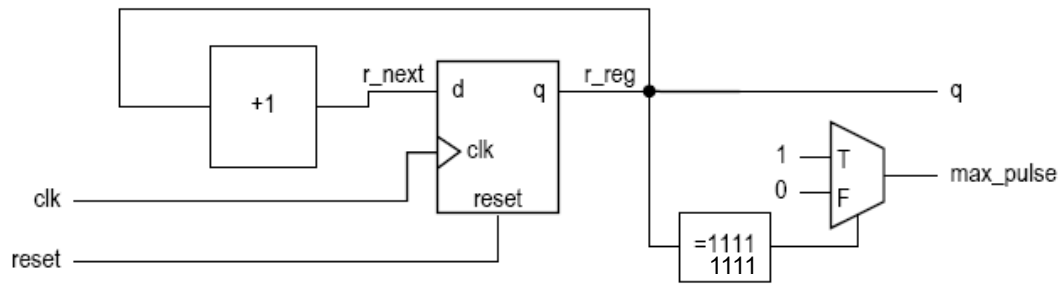 r_next
r_reg
+1
d
q
q
clk
1
T
max_pulse
0
F
clk
reset
=1111
1111
reset